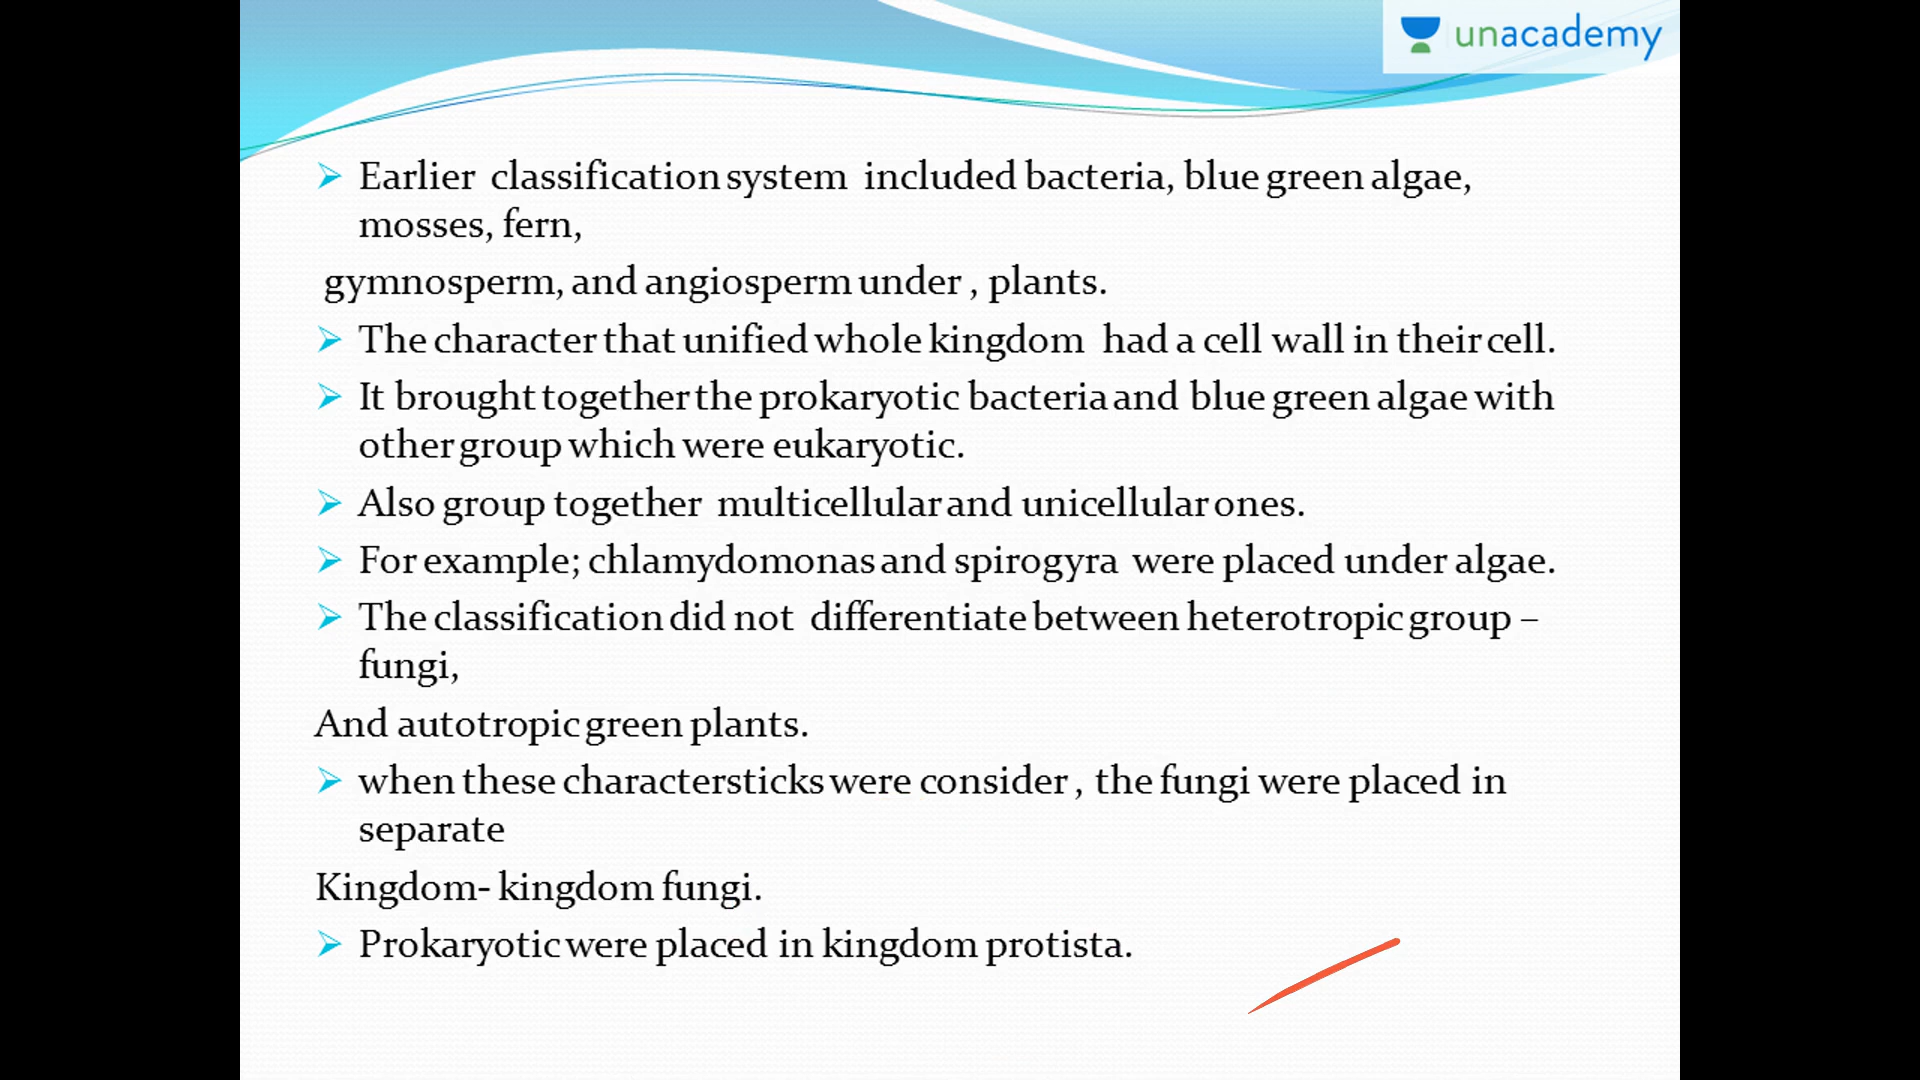 unacademy
Earlier classification system included bacteria, blue green algae,
mosses, fern,
gymnosperm, and angiosperm under , plants.
The character that unified whole kingdom had a cell wall in their cell.
It brought together the prokaryotic bacteria and blue green algae with
other group which were eukaryotic.
Also group together multicellular and unicellular ones.
For example; chlamydomonas and spirogyra were placed under algae.
The classification did not differentiate between heterotropic group –
fungi,
And autotropic green plants.
when these charactersticks were consider , the fungi were placed in
separate
Kingdom- kingdom fungi.
Prokaryotic were placed in kingdom protista.